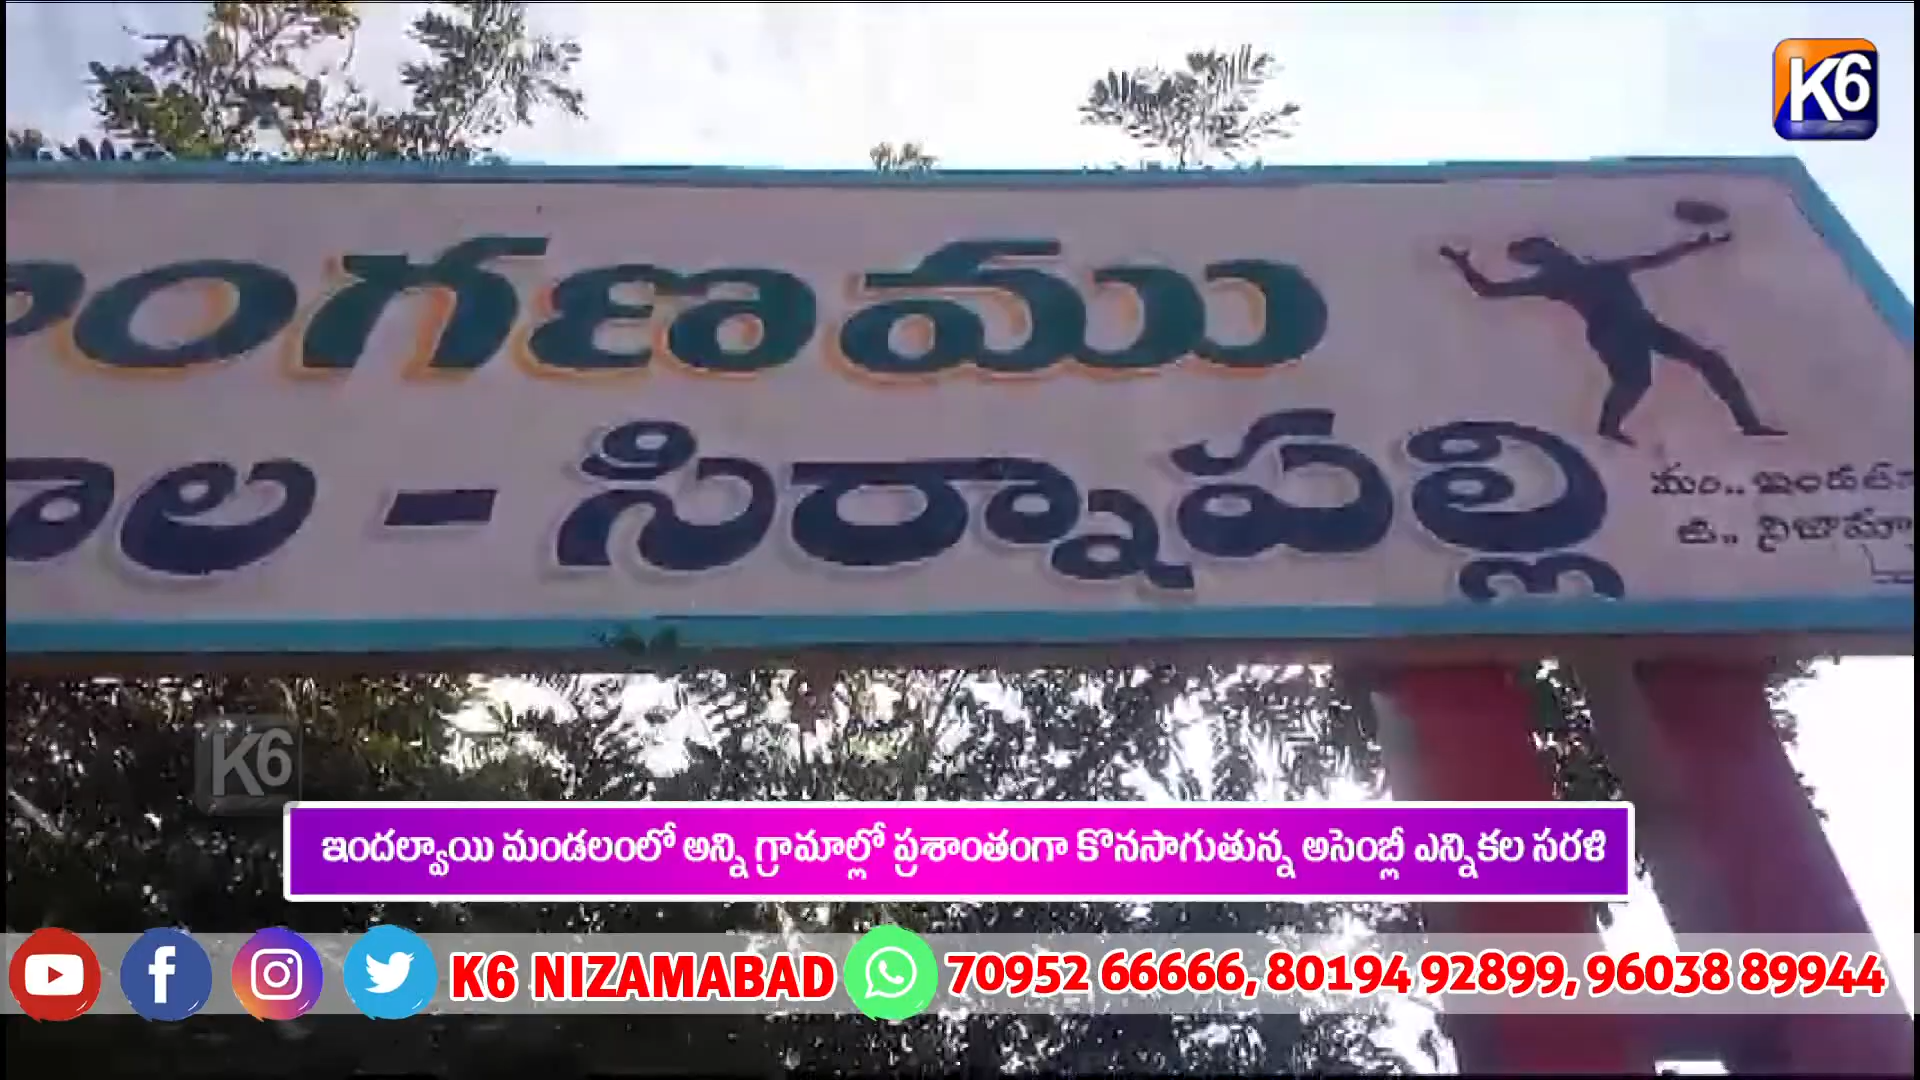 K6
ాంగణము
ాల - సిర్నాపల్లి
మం..
జి..
K6
ఇందల్వాయి మండలంలో అన్ని గ్రామాల్లో ప్రశాంతంగా కొనసాగుతున్న అసెంబ్లీ ఎన్నికల సరళి
K6 NIZAMABAD 70952 66666, 80194 92899, 96038 89944